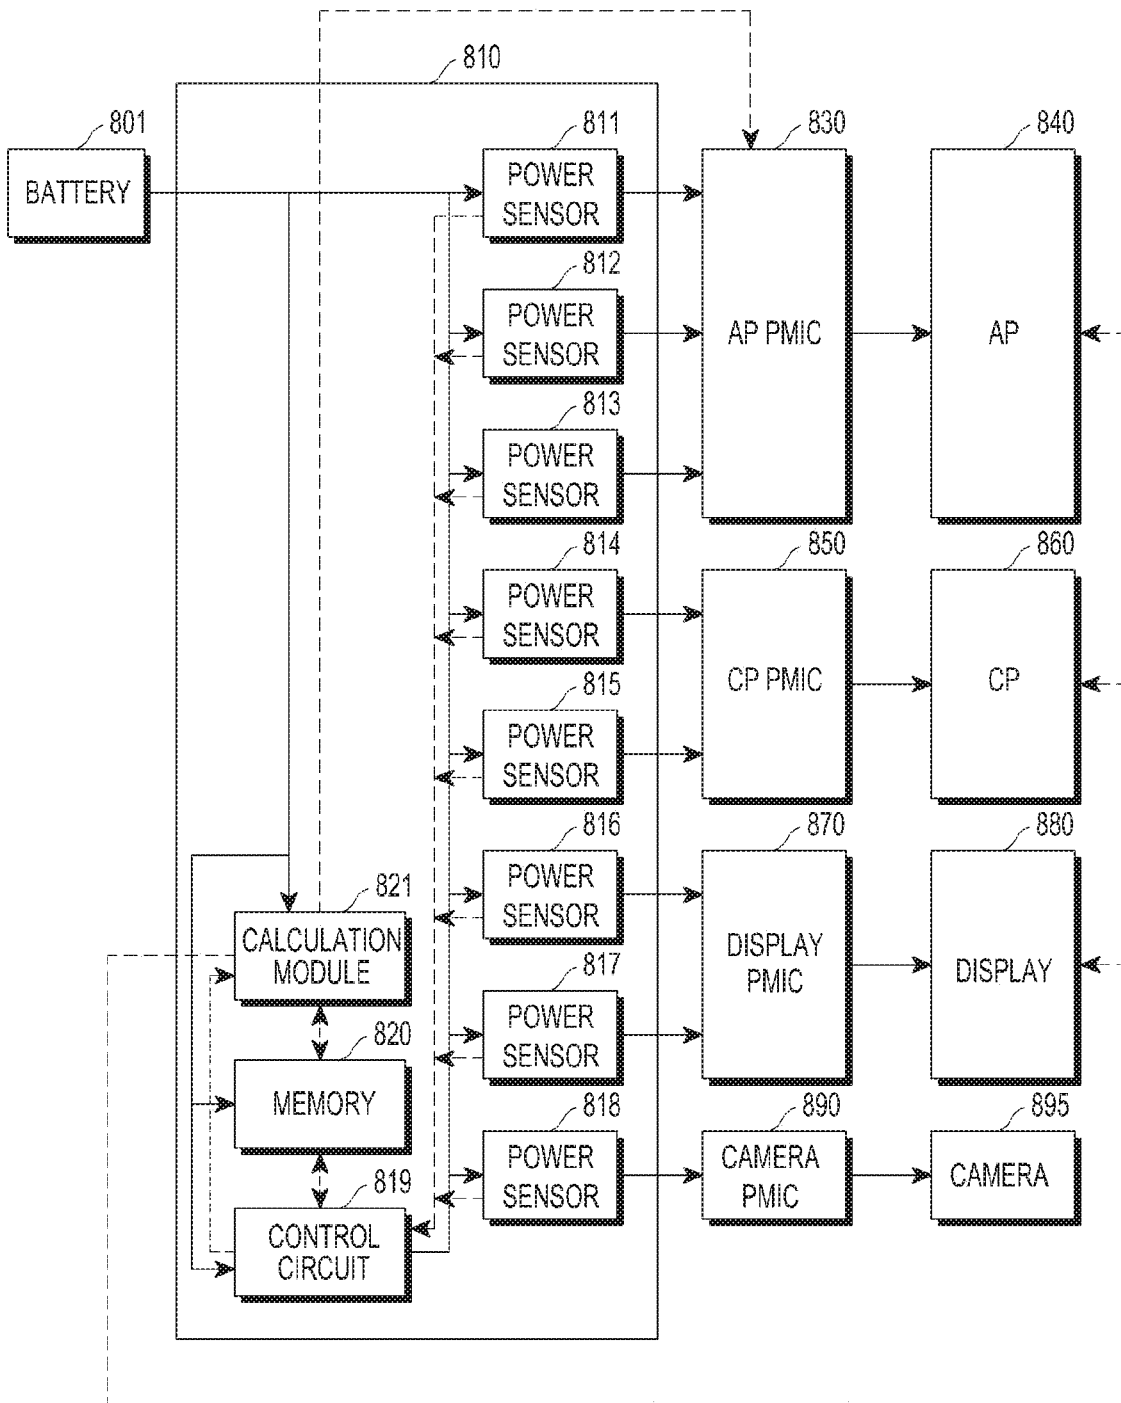 810
801
811
830
840
BATTERY
POWER
SENSOR
812
POWER
SENSOR
AP PMIC
AP
813
POWER
SENSOR
814
850
860
POWER
SENSOR
CP PMIC
CP
815
POWER
SENSOR
816
870
880
POWER
SENSOR
821
CALCULATION
MODULE
DISPLAY
PMIC
DISPLAY
817
POWER
SENSOR
820
MEMORY
818
890
895
POWER
SENSOR
CAMERA
PMIC
CAMERA
819
CONTROL
CIRCUIT